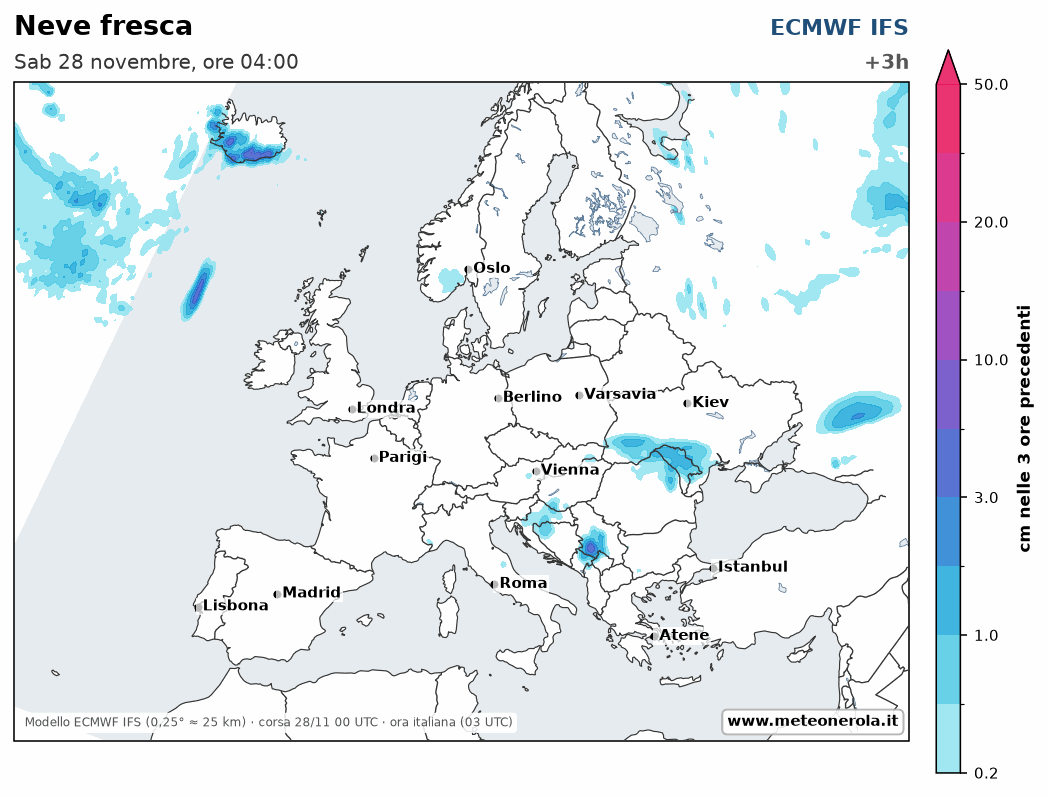 Neve fresca
ECMWF IFS
Sab 28 novembre, ore 04:00
+3h
50.0
20.0
10.0
3.0
1.0
0.2
cm nelle 3 ore precedenti
Oslo
Berlino
Varsavia
Kiev
Londra
Parigi
Vienna
Istanbul
Roma
Madrid
Lisbona
Atene
Modello ECMWF IFS (0,25° ≈ 25 km) · corsa 28/11 00 UTC · ora italiana (03 UTC)
www.meteonerola.it